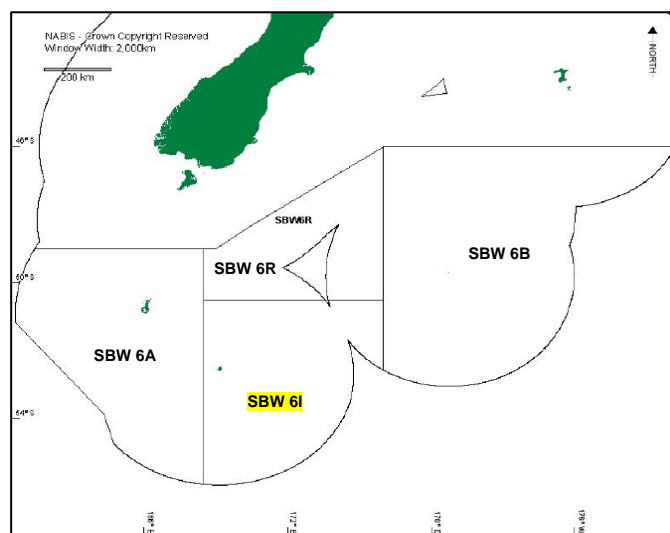 NABIS - Crown Copyright Reserved
Window Width: 2,000km
200 km
NORTH
46° S
SBW6R
SBW 6R
SBW 6B
50° S
SBW 6A
SBW 6I
54° S
168° E
172° E
176° E
176° W